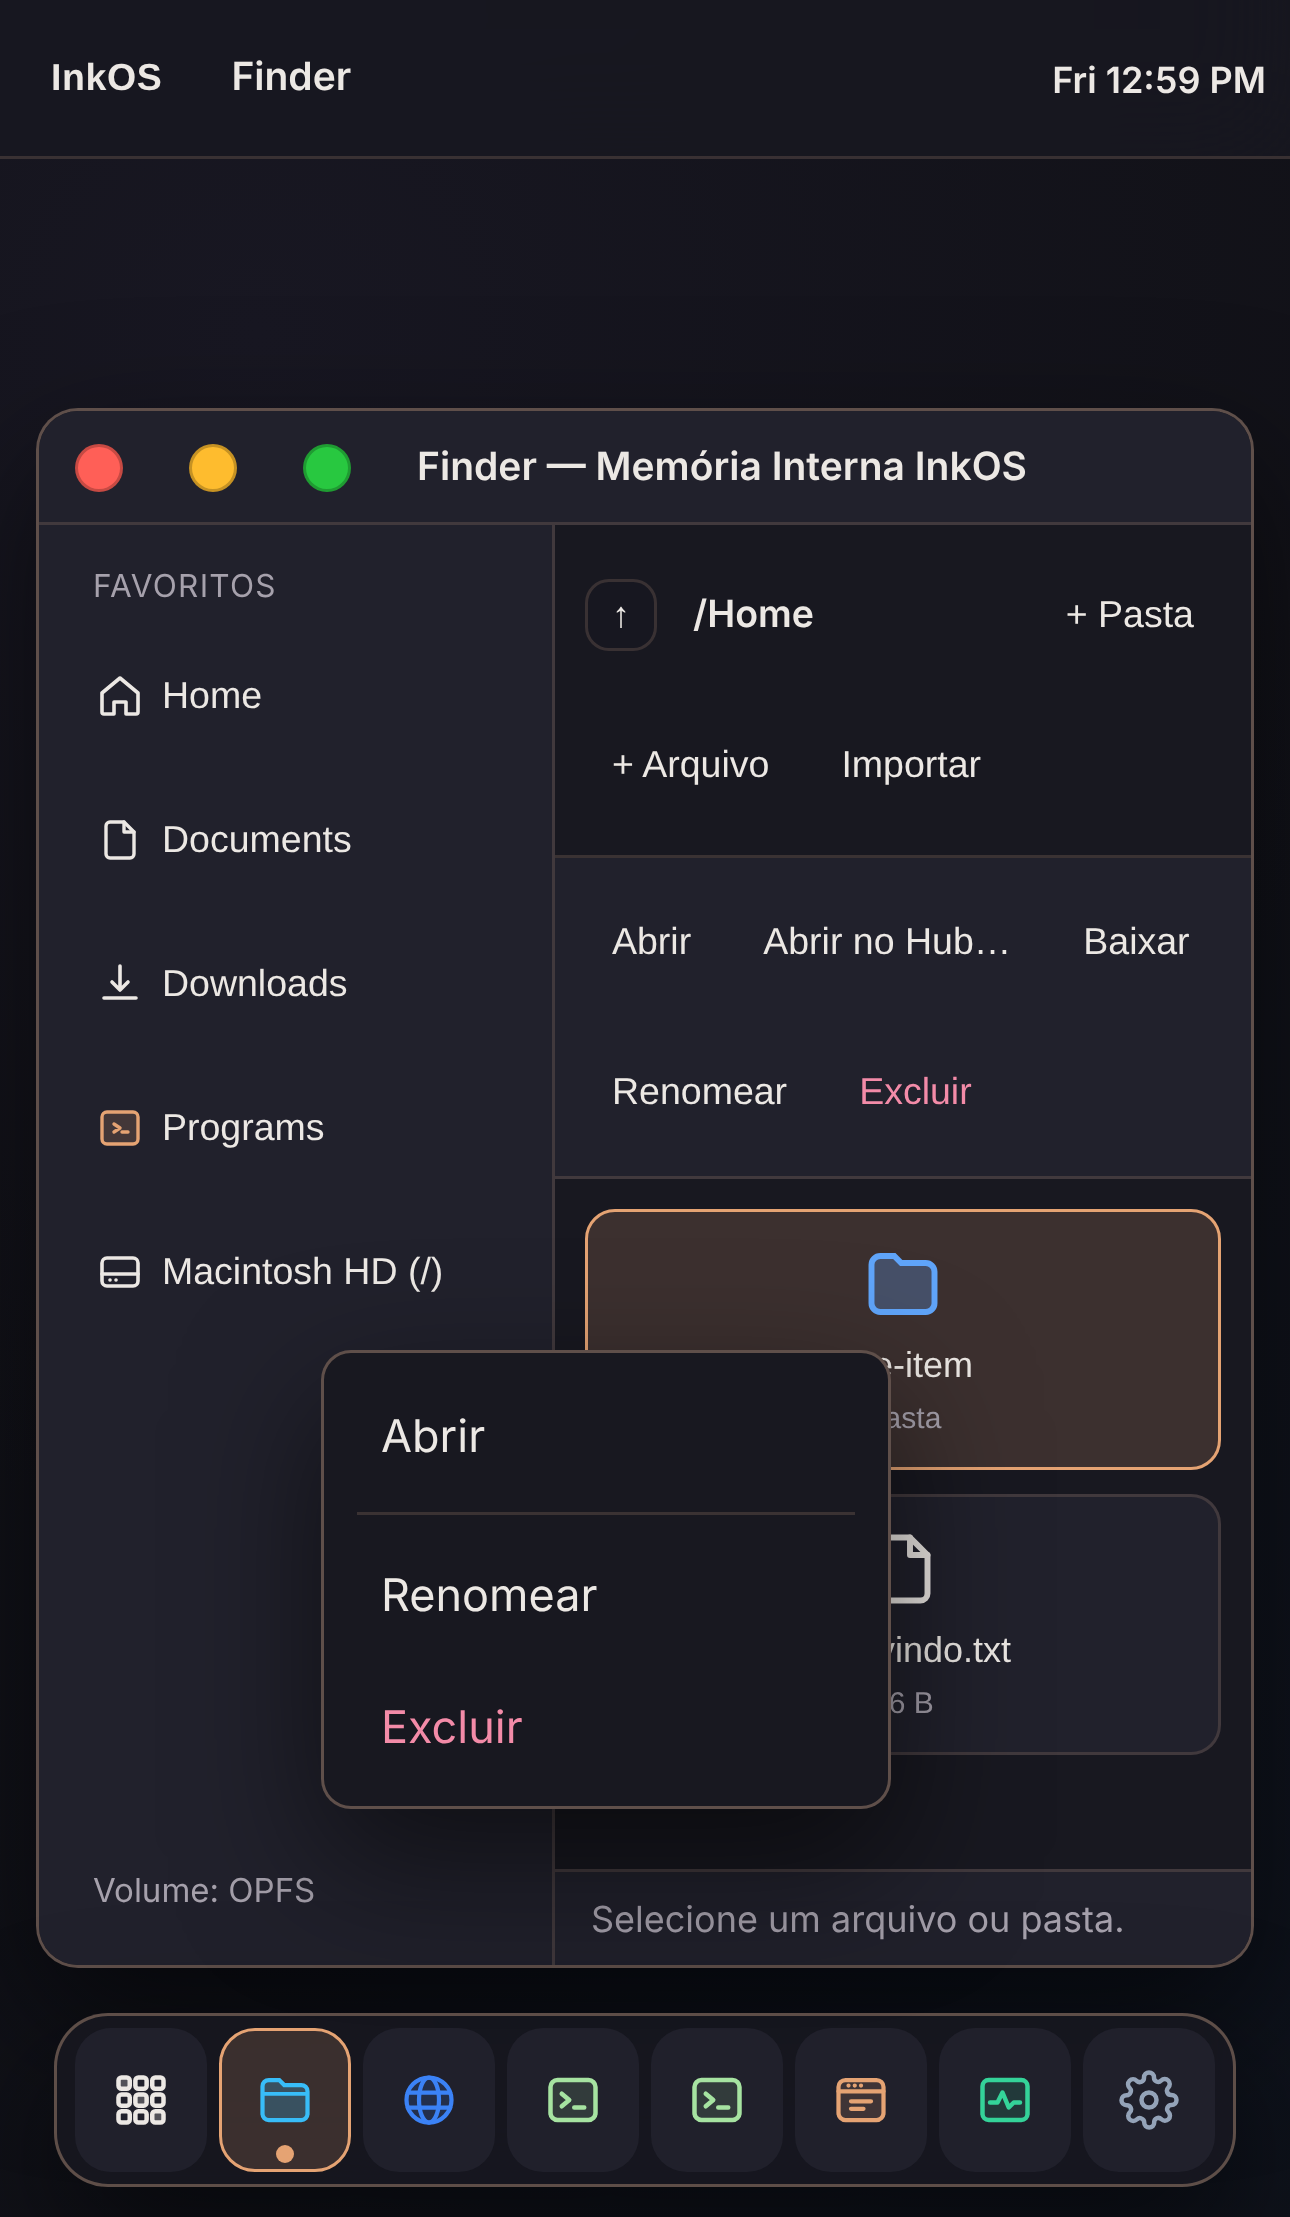 InkOS Finder Fri 12:59 PM
Finder — Memória Interna InkOS
FAVORITOS
Home
Documents
Downloads
Programs
Macintosh HD (/)
Volume: OPFS
↑ /Home + Pasta
+ Arquivo Importar
Abrir Abrir no Hub… Baixar
Renomear Excluir
-item
.txt
6 B
Abrir
Renomear
Excluir
Selecione um arquivo ou pasta.